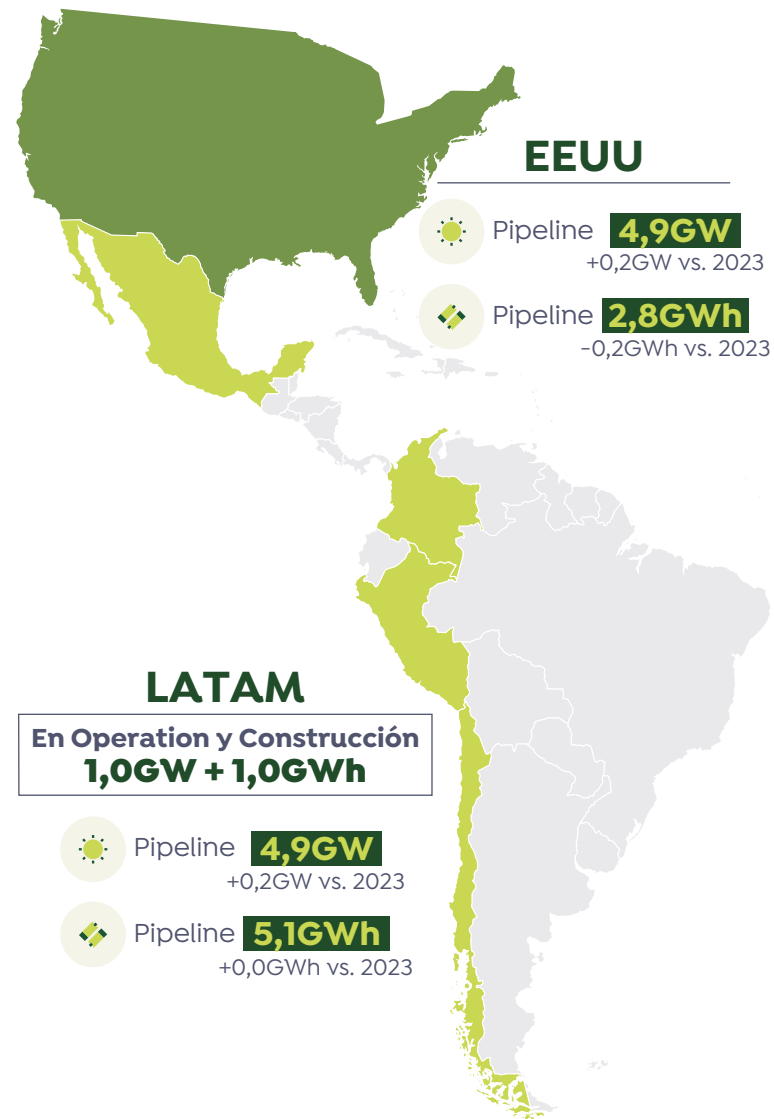 EEUU
Pipeline 4,9GW
+0,2GW vs. 2023
Pipeline 2,8GWh
-0,2GWh vs. 2023
LATAM
En Operation y Construcción
1,0GW + 1,0GWh
Pipeline 4,9GW
+0,2GW vs. 2023
Pipeline 5,1GWh
+0,0GWh vs. 2023